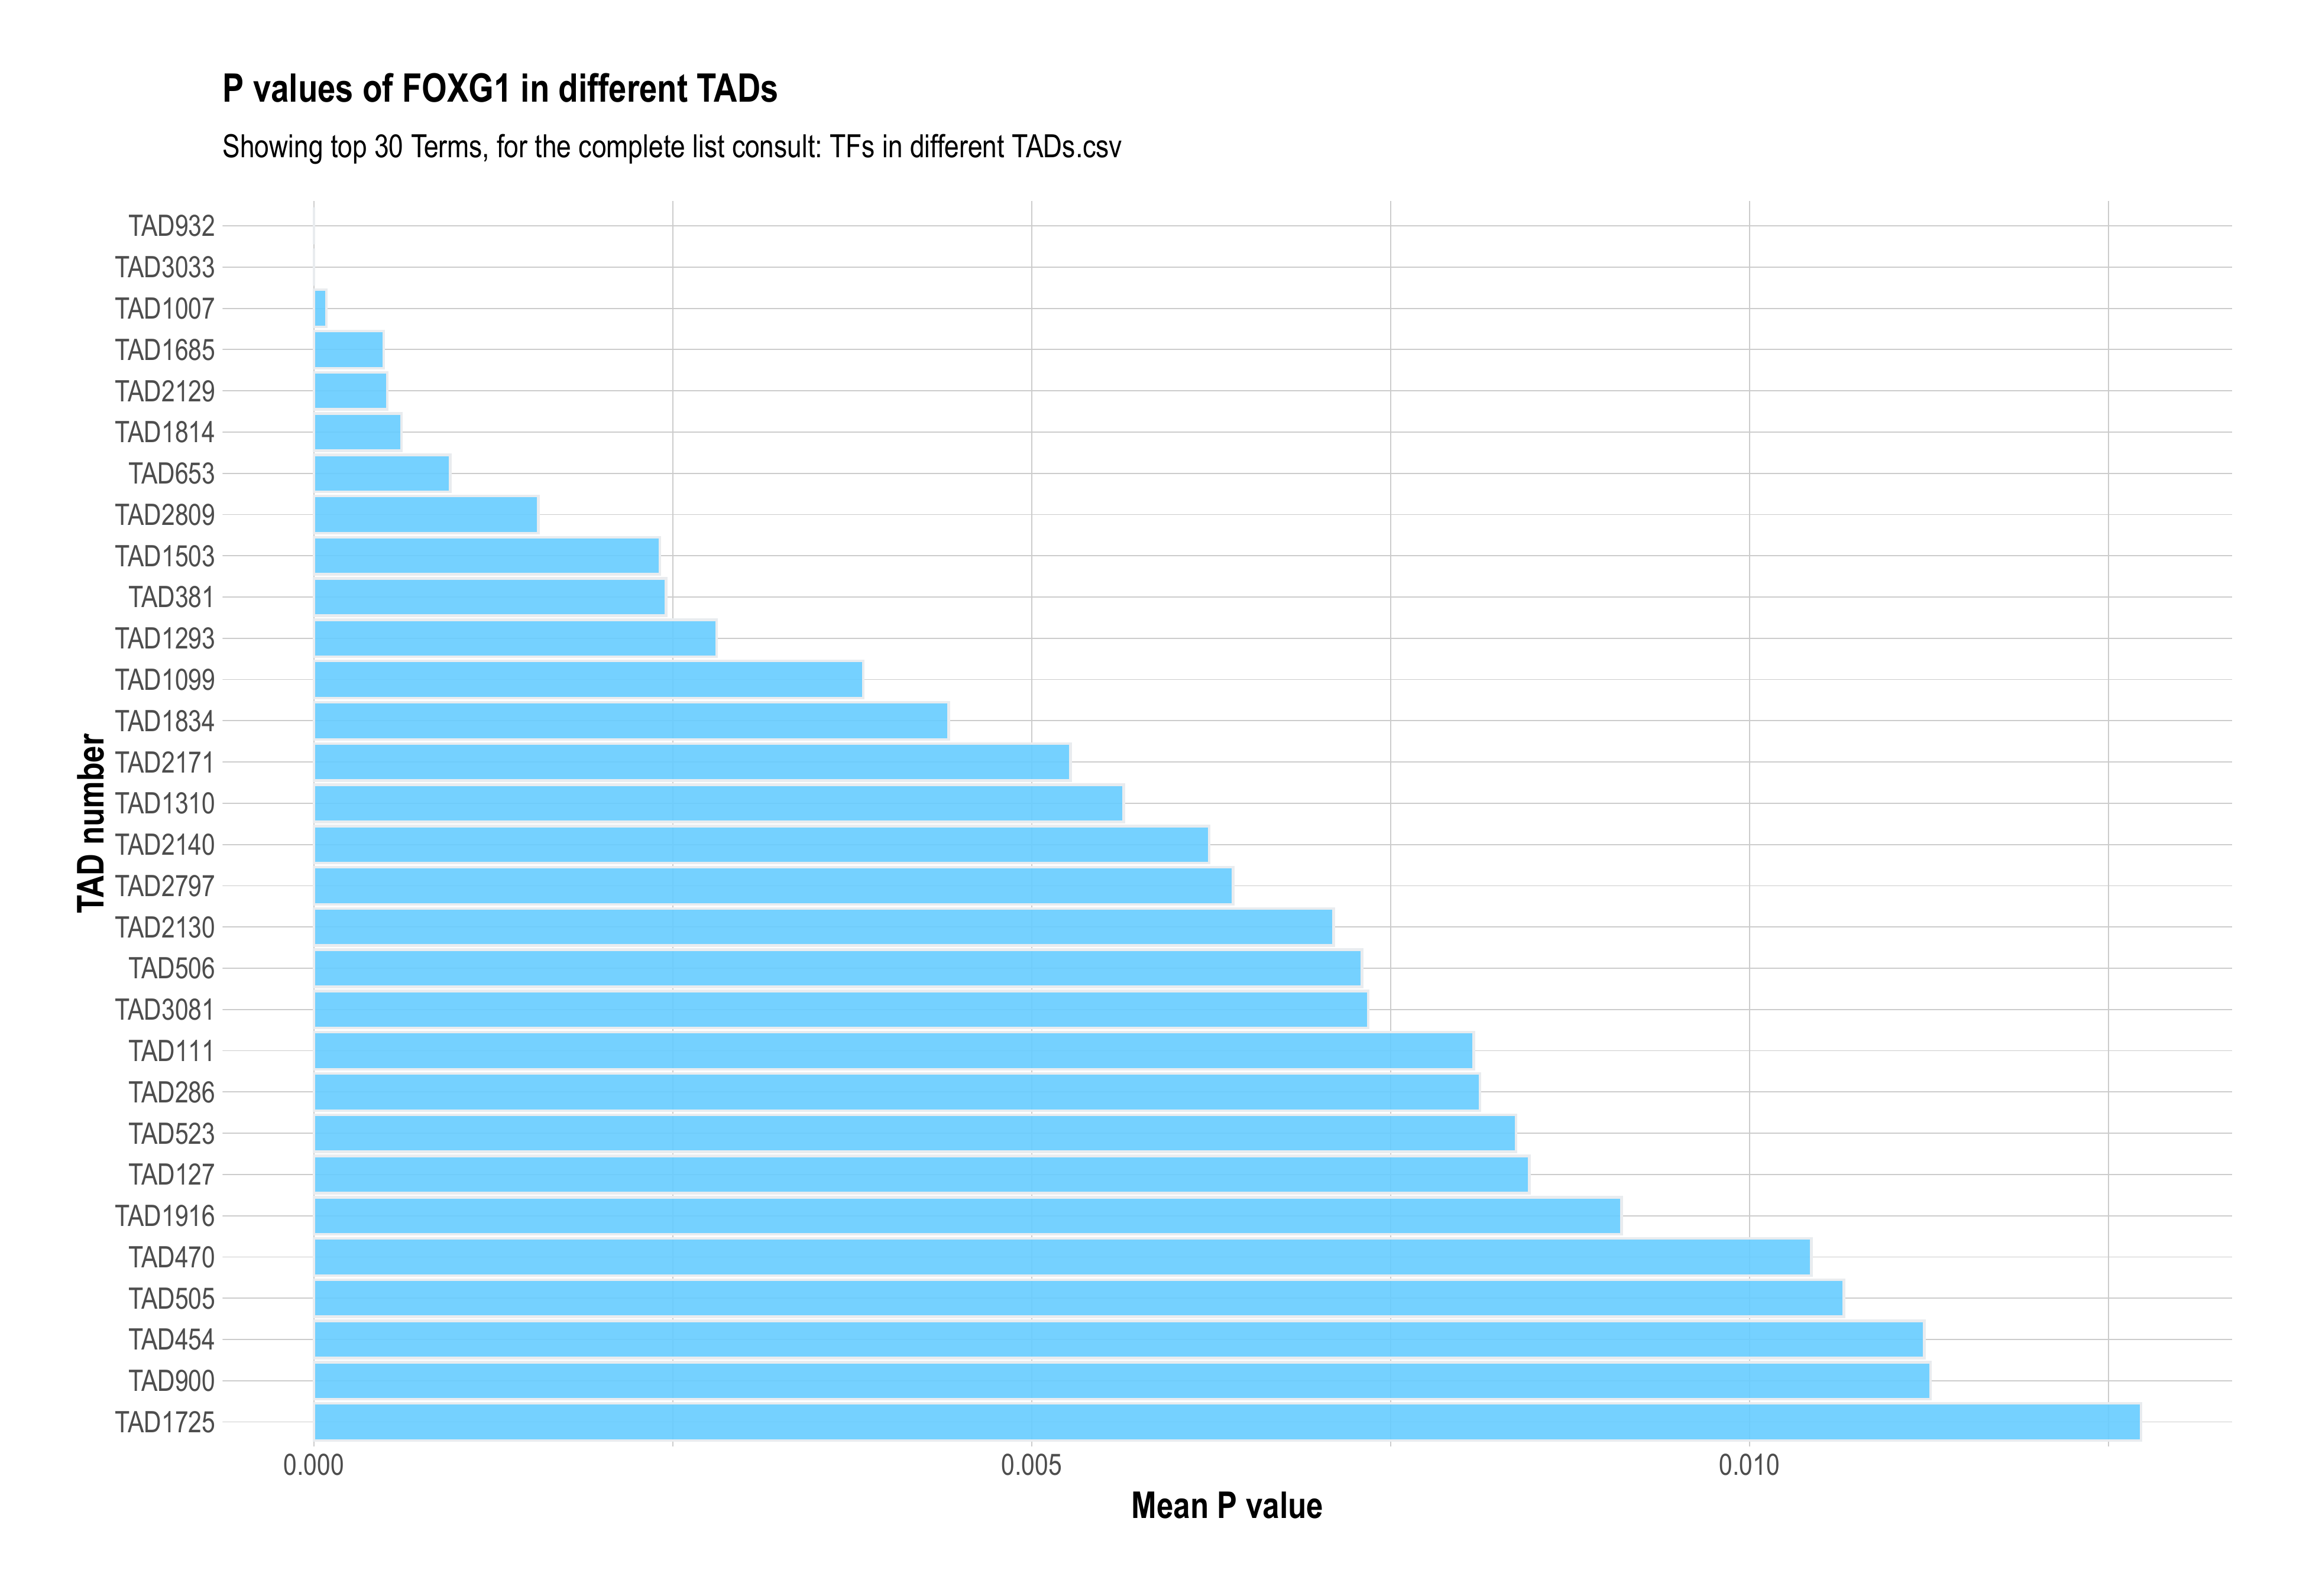 P values of FOXG1 in different TADs
Showing top 30 Terms, for the complete list consult: TFs in different TADs.csv
TAD number
TAD932
TAD3033
TAD1007
TAD1685
TAD2129
TAD1814
TAD653
TAD2809
TAD1503
TAD381
TAD1293
TAD1099
TAD1834
TAD2171
TAD1310
TAD2140
TAD2797
TAD2130
TAD506
TAD3081
TAD111
TAD286
TAD523
TAD127
TAD1916
TAD470
TAD505
TAD454
TAD900
TAD1725
0.000 0.005 0.010
Mean P value